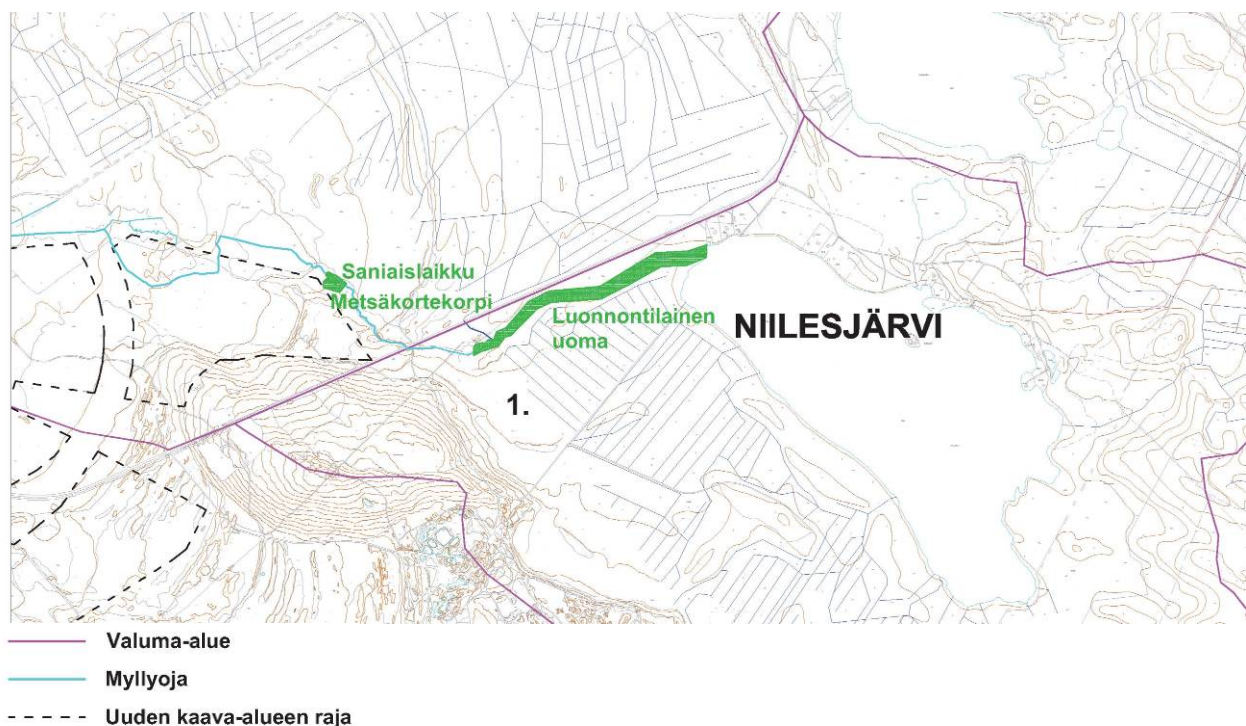 Saniaislaikku
Metsäkortekorpi
Luonnontilainen
uoma
NIILESJÄRVI
1.
Valuma-alue
Myllyoja
Uuden kaava-alueen raja